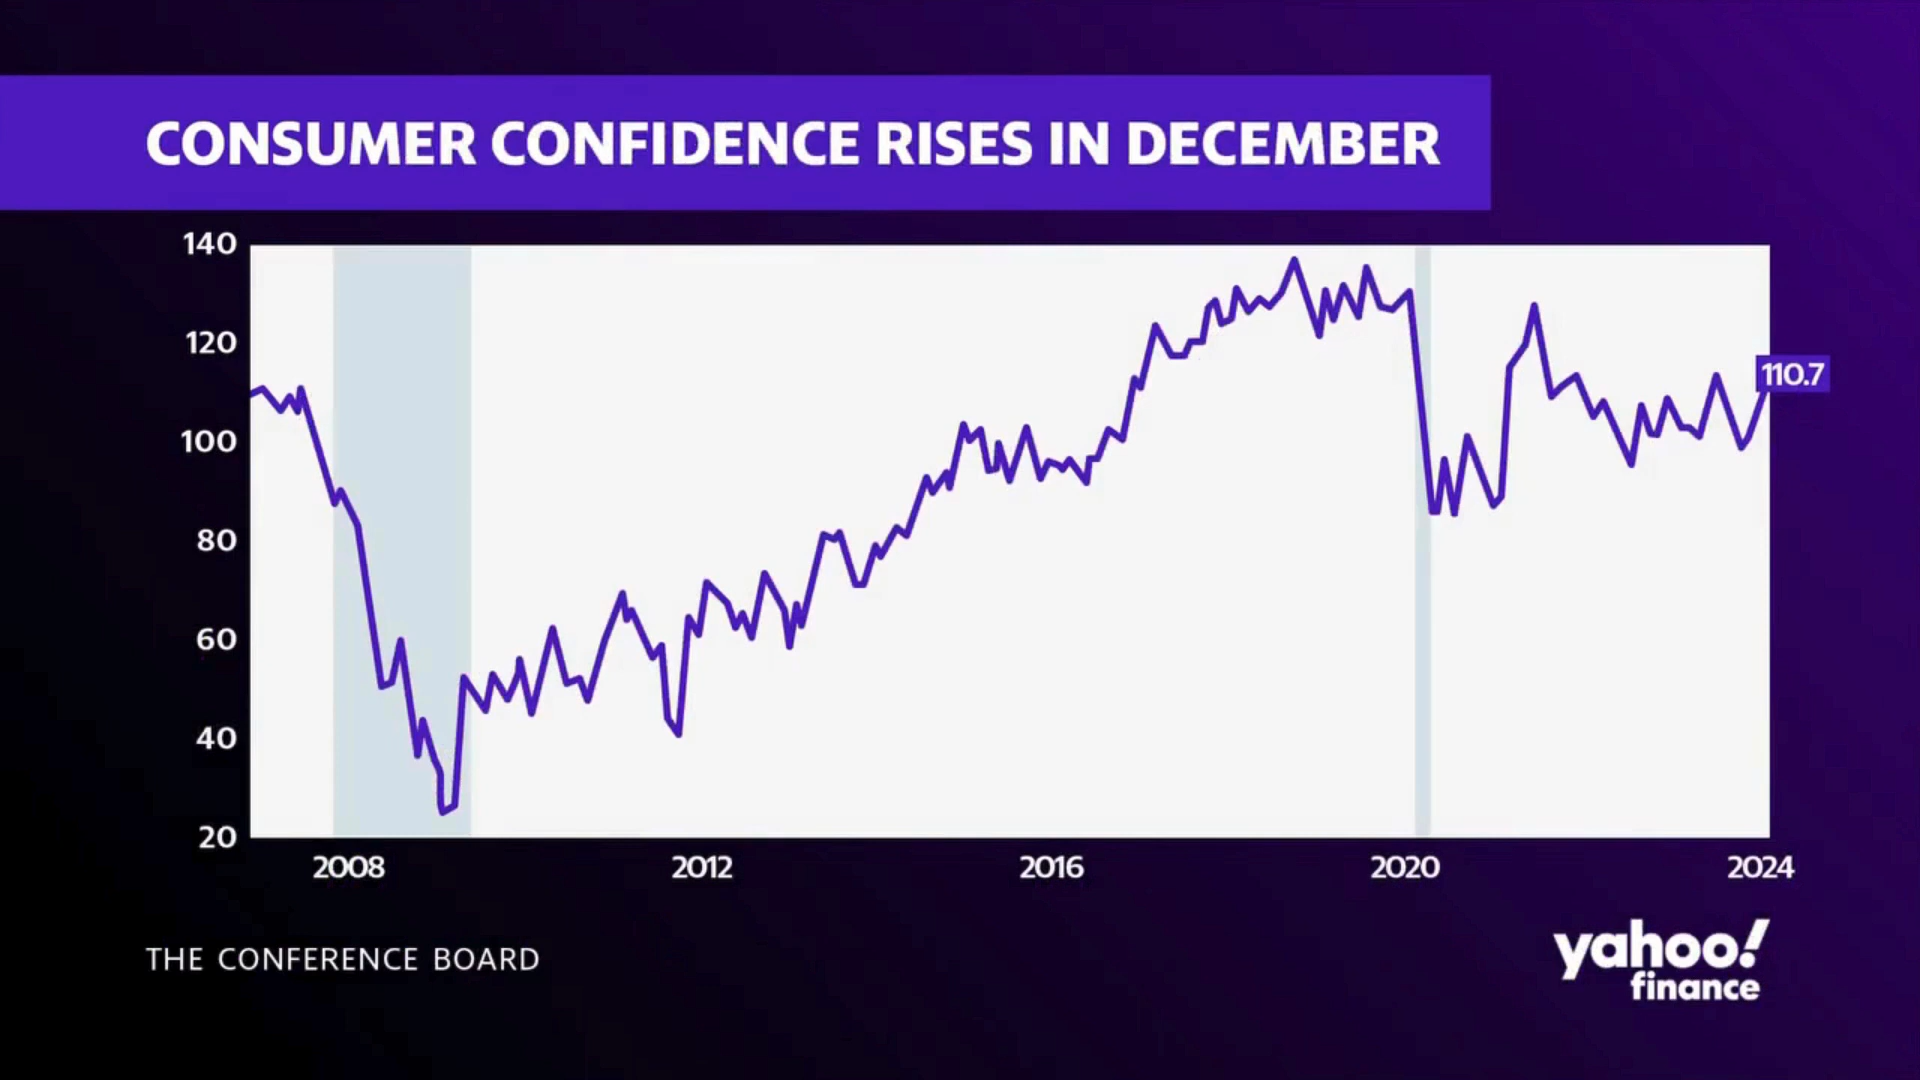 CONSUMER CONFIDENCE RISES IN DECEMBER
140
120
110.7
100
80
60
40
20
2008 2012 2016 2020 2024
THE CONFERENCE BOARD
yahoo!
finance